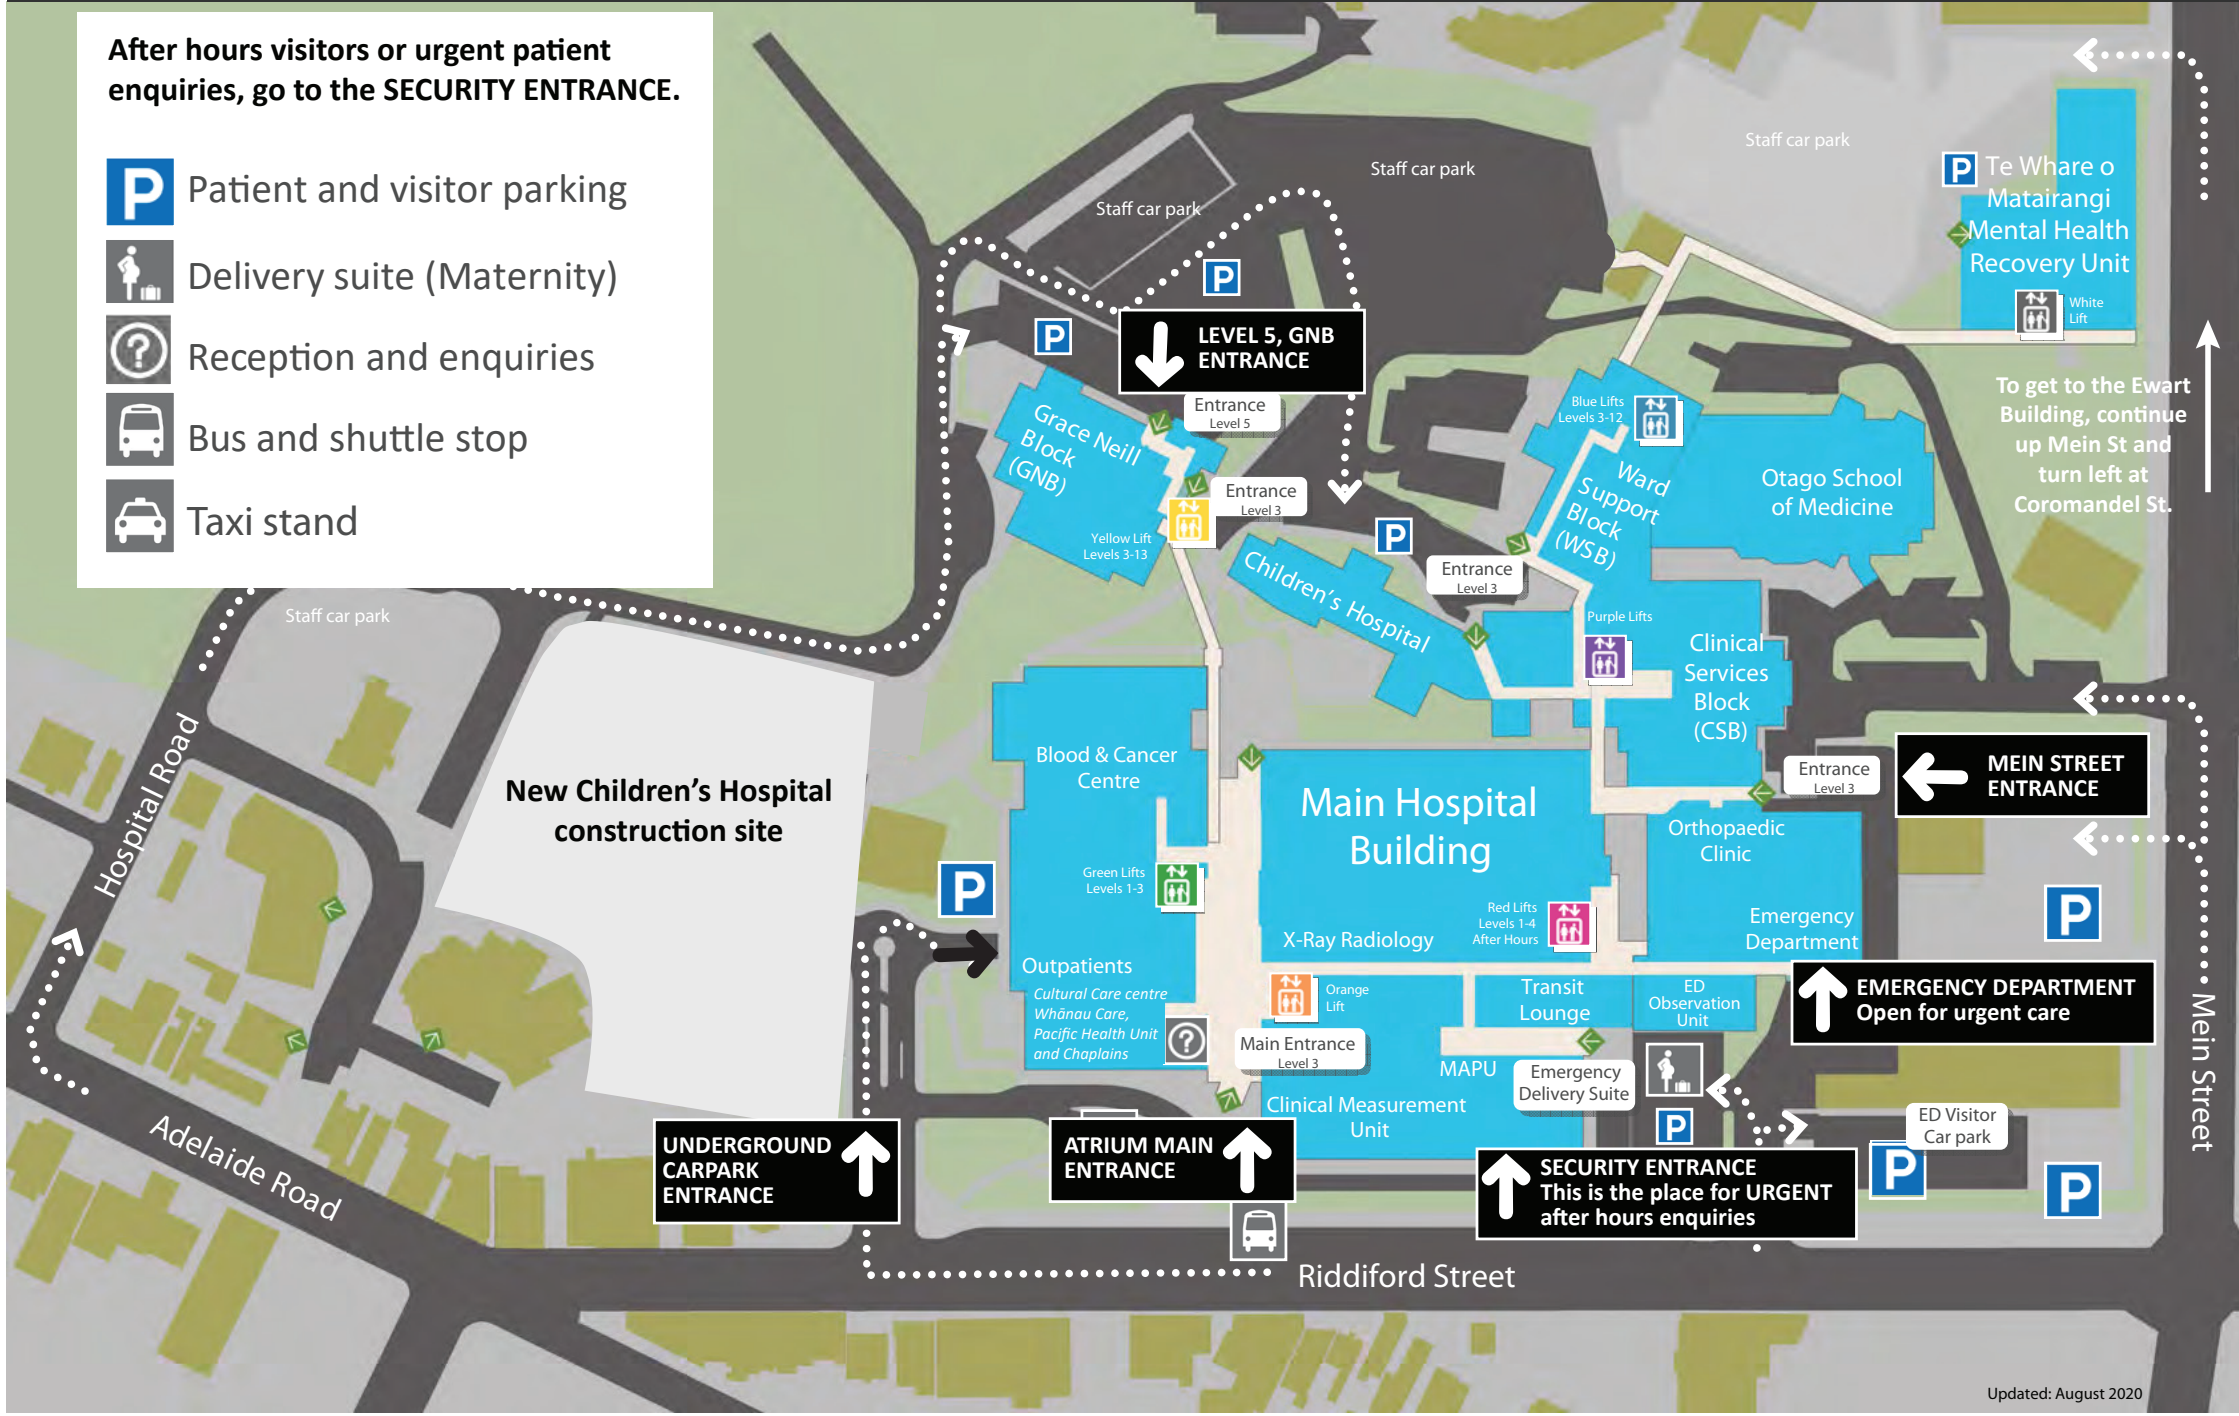 After hours visitors or urgent patient
enquiries, go to the SECURITY ENTRANCE.
P
Patient and visitor parking
Delivery suite (Maternity)
?
Reception and enquiries
Bus and shuttle stop
Taxi stand
Staff car park
Staff car park
Staff car park
P
Te Whare o
Matairangi
Mental Health
Recovery Unit
White
Lift
To get to the Ewart
Building, continue
up Mein St and
turn left at
Coromandel St.
P
P
LEVEL 5, GNB
ENTRANCE
Entrance
Level 5
Grace Neill
Block
(GNB)
Entrance
Level 3
Yellow Lift
Levels 3-13
Blue Lifts
Levels 3-12
Ward
Support
Block
(WSB)
Otago School
of Medicine
P
Entrance
Level 3
Children's Hospital
Purple Lifts
Clinical
Services
Block
(CSB)
Staff car park
Hospital Road
New Children's Hospital
construction site
Blood & Cancer
Centre
Main Hospital
Building
Entrance
Level 3
MEIN STREET
ENTRANCE
Orthopaedic
Clinic
P
Green Lifts
Levels 1-3
Red Lifts
Levels 1-4
After Hours
X-Ray Radiology
Emergency
Department
P
Outpatients
Cultural Care centre
Whānau Care,
Pacific Health Unit
and Chaplains
?
Orange
Lift
Transit
Lounge
ED
Observation
Unit
EMERGENCY DEPARTMENT
Open for urgent care
Main Entrance
Level 3
MAPU
Emergency
Delivery Suite
Mein Street
Clinical Measurement
Unit
P
ED Visitor
Car park
P
P
Adelaide Road
UNDERGROUND
CARPARK
ENTRANCE
ATRIUM MAIN
ENTRANCE
SECURITY ENTRANCE
This is the place for URGENT
after hours enquiries
Riddiford Street
Updated: August 2020